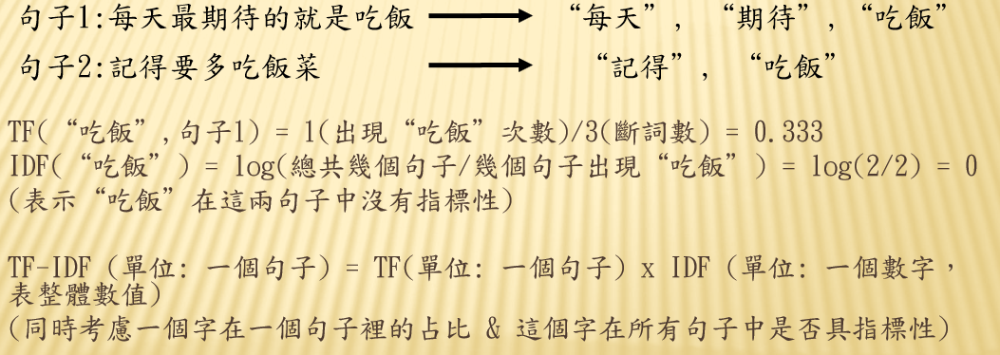 句子1:每天最期待的就是吃飯 “每天”, “期待”,“吃飯”
句子2:記得要多吃飯菜 “記得”, “吃飯”
TF( “吃飯”,句子1) = 1(出現“吃飯”次數)/3(斷詞數) = 0.333
IDF( “吃飯”) = log(總共幾個句子/幾個句子出現“吃飯”) = log(2/2) = 0
(表示“吃飯”在這兩句子中沒有指標性)
TF-IDF (單位: 一個句子) = TF(單位: 一個句子) x IDF (單位: 一個數字，
表整體數值)
(同時考慮一個字在一個句子裡的占比 & 這個字在所有句子中是否具指標性)